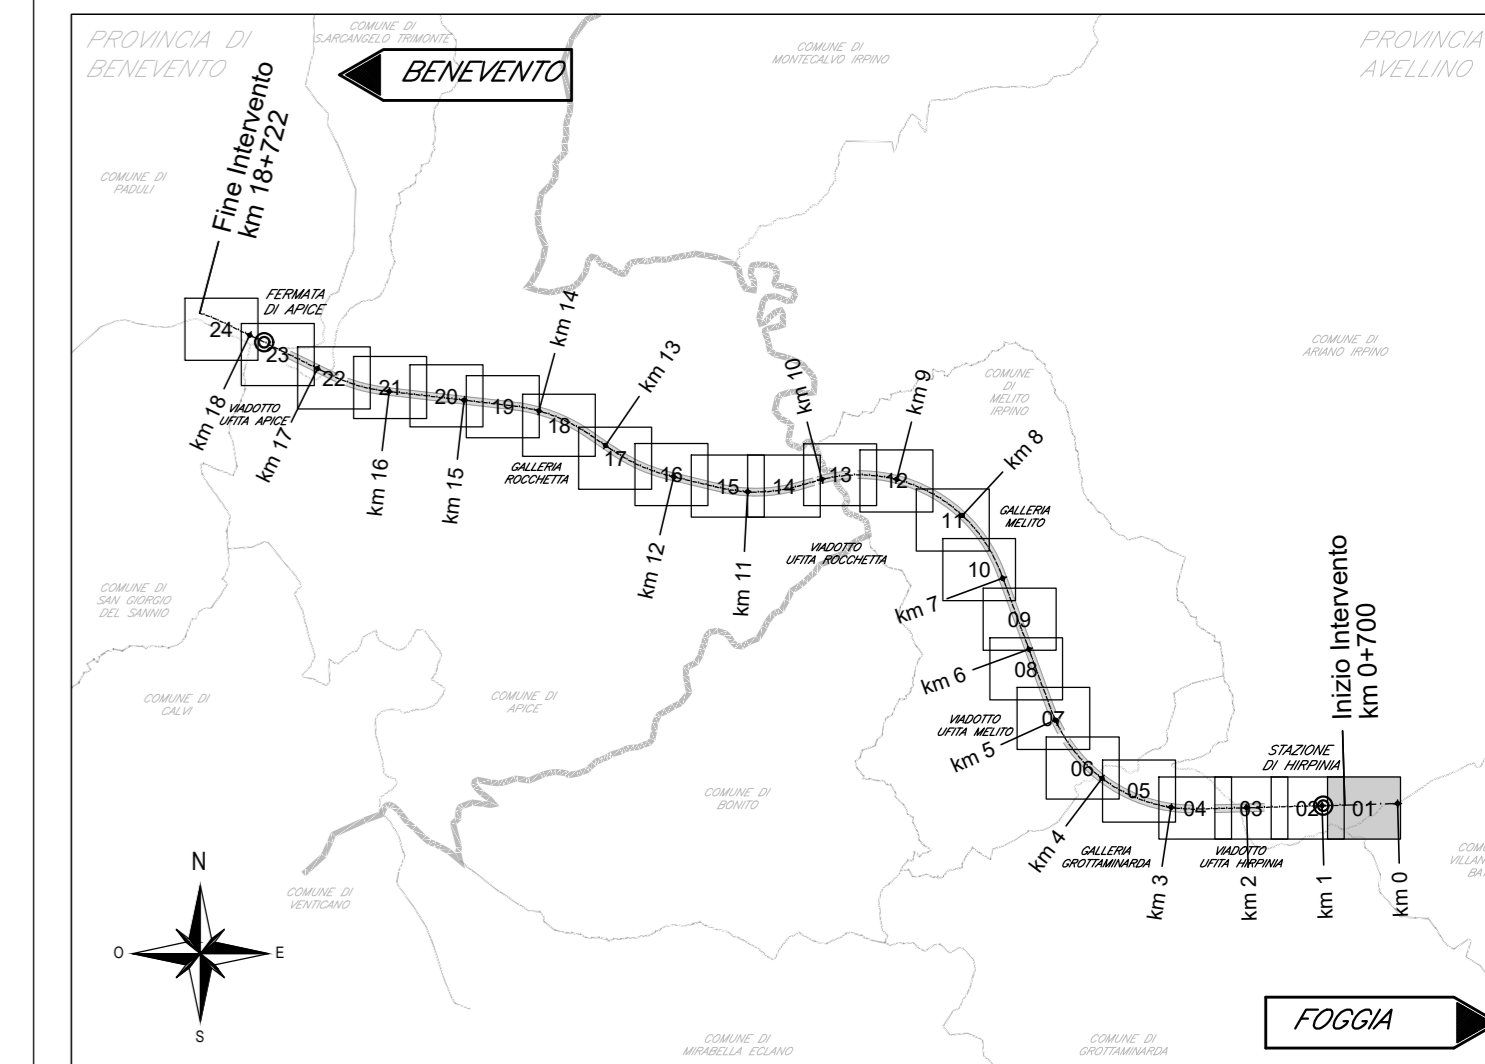 PROVINCIA DI
BENEVENTO
COMUNE DI
S.ARCANGELO TRIMONTE
BENEVENTO
COMUNE DI
MONTECALVO IRPINO
PROVINCIA
AVELLINO
Fine Intervento
km 18+722
COMUNE DI
PADULI
FERMATA
DI APICE
24
23
22
21
20
19
18
17
16
15
14
13
12
11
10
09
08
07
06
05
04
03
02
01
km 18
VIADOTTO
UFITA APICE
km 17
km 16
km 15
km 14
km 13
GALLERIA
ROCCHETTA
km 12
km 11
km 10
VIADOTTO
UFITA ROCCHETTA
km 9
km 8
COMUNE
DI
MELITO
IRPINO
COMUNE DI
ARIANO IRPINO
GALLERIA
MELITO
km 7
km 6
VIADOTTO
UFITA MELITO
km 5
km 4
GALLERIA
GROTTAMINARDA
km 3
VIADOTTO
UFITA HIRPINIA
km 2
km 1
km 0
STAZIONE
DI HIRPINIA
Inizio Intervento
km 0+700
COMUNE DI
SAN GIORGIO
DEL SANNIO
COMUNE DI
CALVI
COMUNE DI
APICE
COMUNE DI
BONITO
COMUNE DI
VENTICANO
COMU
VILLAN
BA
N
O
E
S
FOGGIA
COMUNE DI
MIRABELLA ECLANO
COMUNE DI
GROTTAMINARDA